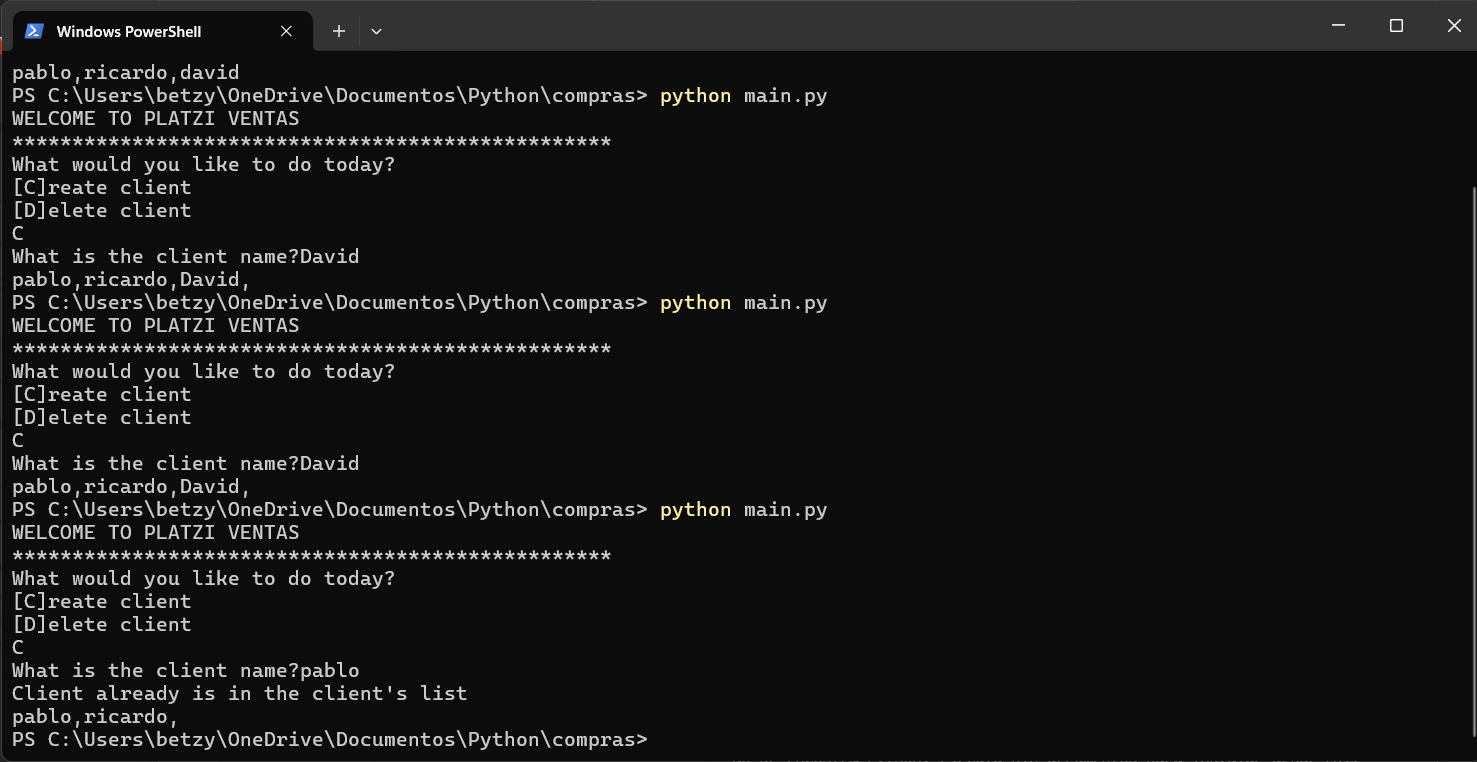 Windows PowerShell
pablo,ricardo,david
PS C:\Users\betzy\OneDrive\Documentos\Python\compras> python main.py
WELCOME TO PLATZI VENTAS
**************************************************
What would you like to do today?
[C]reate client
[D]elete client
C
What is the client name?David
pablo,ricardo,David,
PS C:\Users\betzy\OneDrive\Documentos\Python\compras> python main.py
WELCOME TO PLATZI VENTAS
**************************************************
What would you like to do today?
[C]reate client
[D]elete client
C
What is the client name?David
pablo,ricardo,David,
PS C:\Users\betzy\OneDrive\Documentos\Python\compras> python main.py
WELCOME TO PLATZI VENTAS
**************************************************
What would you like to do today?
[C]reate client
[D]elete client
C
What is the client name?pablo
Client already is in the client's list
pablo,ricardo,
PS C:\Users\betzy\OneDrive\Documentos\Python\compras>